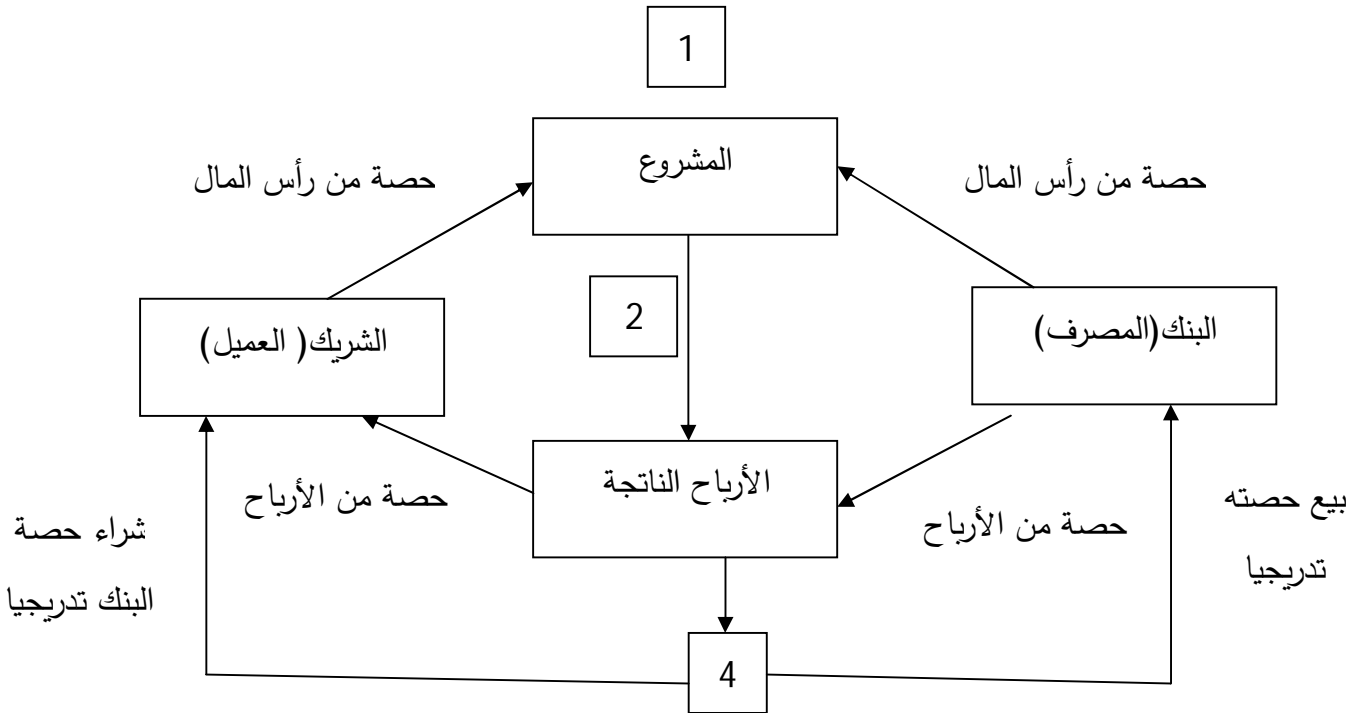 1
المشروع
حصة من رأس المال
حصة من رأس المال
2
البنك(المصرف)
الشريك( العميل)
الأرباح الناتجة
حصة من الأرباح
حصة من الأرباح
بيع حصته
تدريجيا
شراء حصة
البنك تدريجيا
4